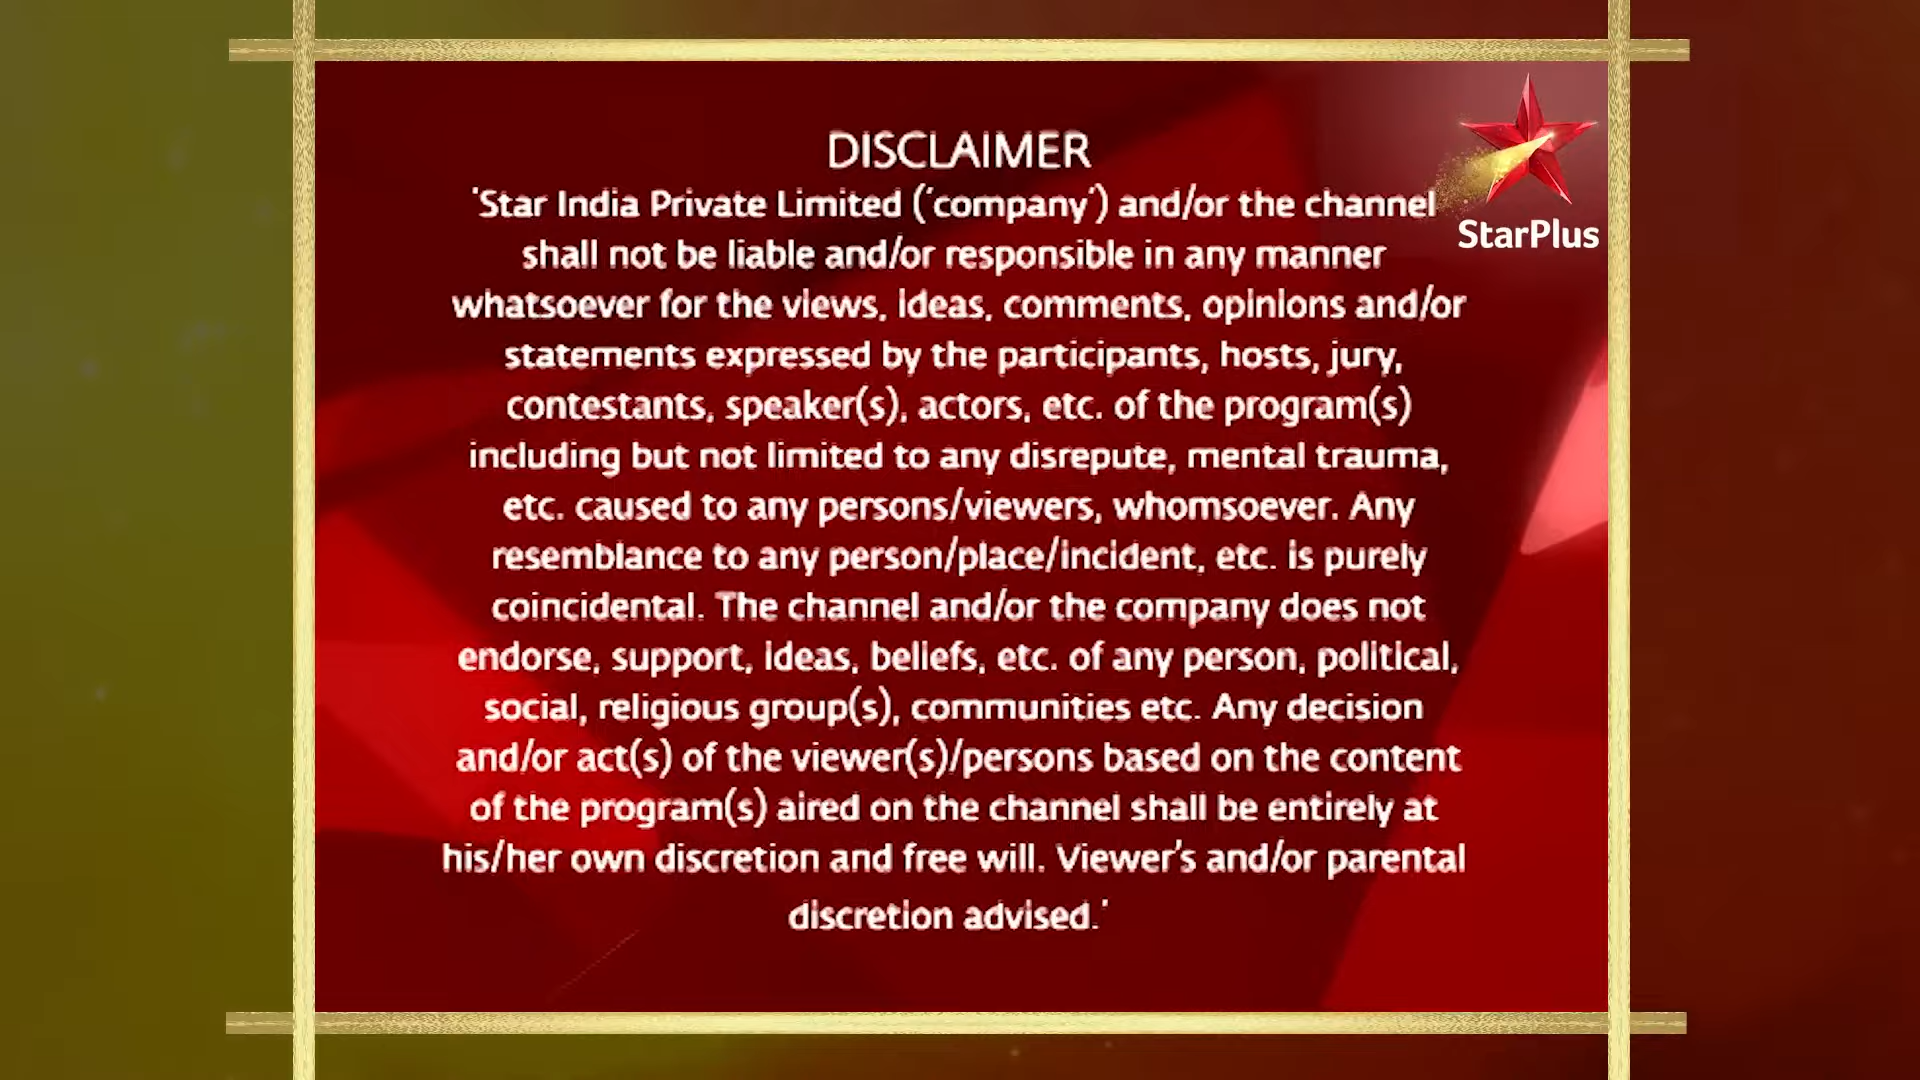 DISCLAIMER
'Star India Private Limited ('company') and/or the channel
shall not be liable and/or responsible in any manner
whatsoever for the views, ideas, comments, opinions and/or
statements expressed by the participants, hosts, jury,
contestants, speaker(s), actors, etc. of the program(s)
including but not limited to any disrepute, mental trauma,
etc. caused to any persons/viewers, whomsoever. Any
resemblance to any person/place/incident, etc. is purely
coincidental. The channel and/or the company does not
endorse, support, ideas, beliefs, etc. of any person, political,
social, religious group(s), communities etc. Any decision
and/or act(s) of the viewer(s)/persons based on the content
of the program(s) aired on the channel shall be entirely at
his/her own discretion and free will. Viewer's and/or parental
discretion advised.'
StarPlus